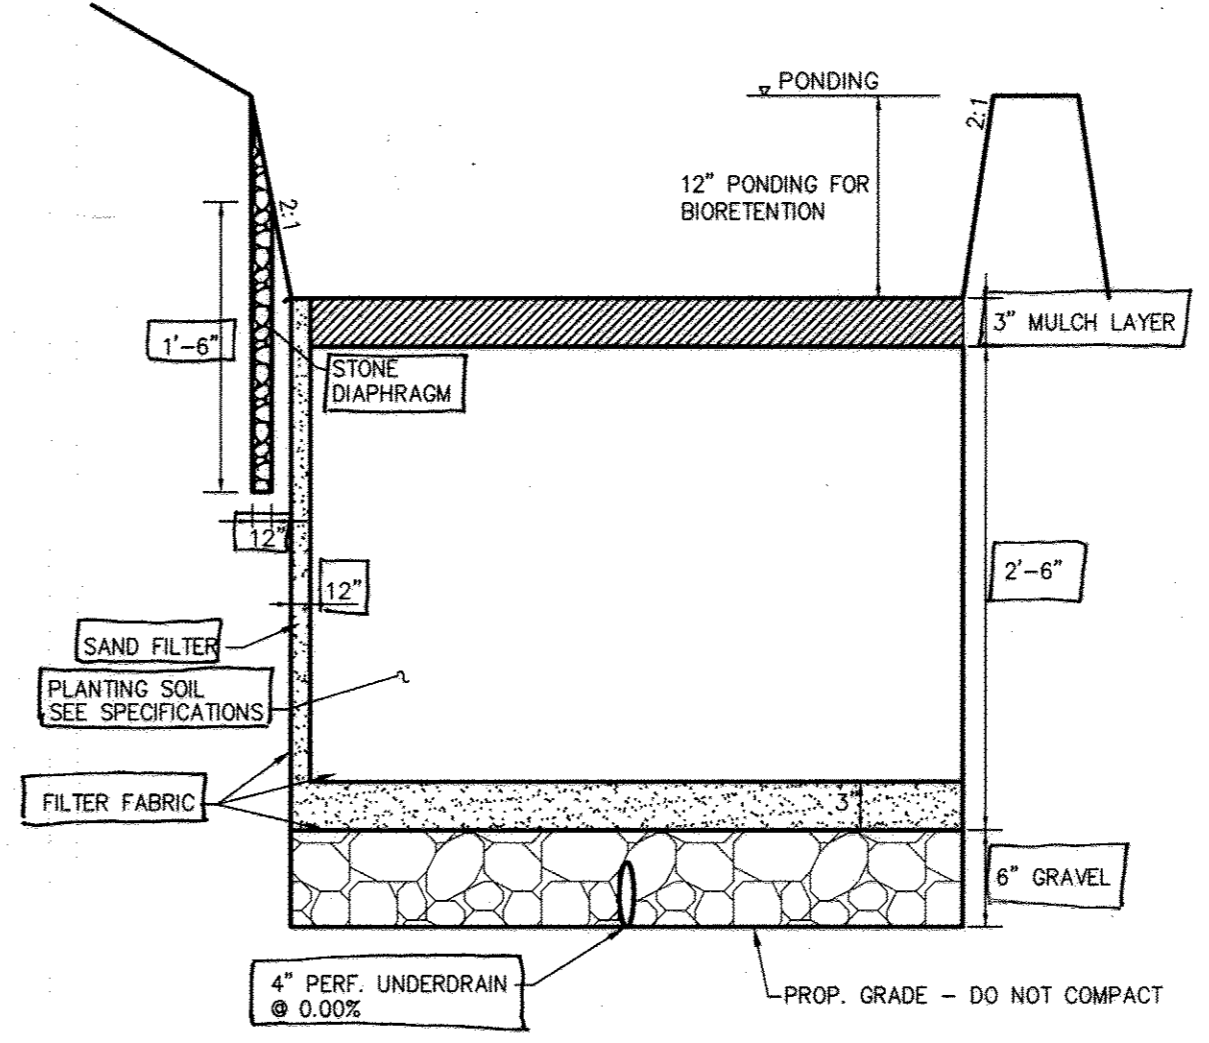 PONDING
2:1
12" PONDING FOR
BIORETENTION
2:1
3" MULCH LAYER
1'-6"
STONE
DIAPHRAGM
12"
2'-6"
12"
SAND FILTER
PLANTING SOIL
SEE SPECIFICATIONS
FILTER FABRIC
3"
6" GRAVEL
4" PERF. UNDERDRAIN
@ 0.00%
PROP. GRADE - DO NOT COMPACT